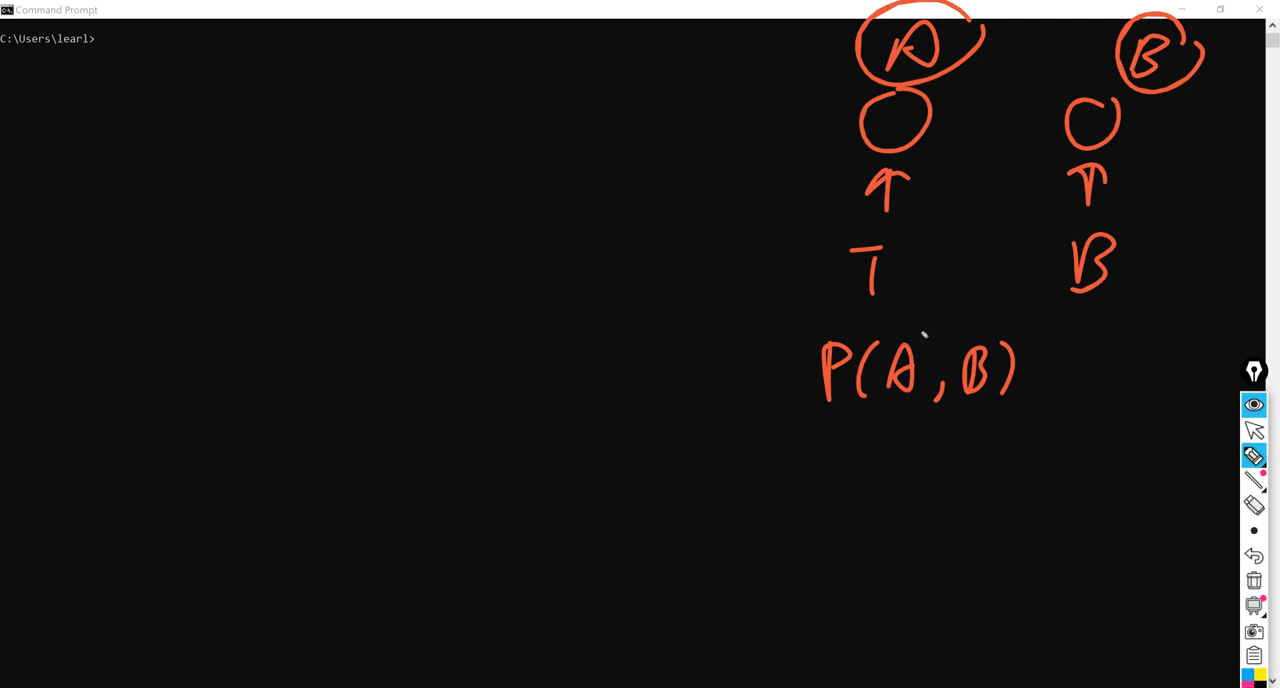 Command Prompt
C:\Users\learl>
A B
T B
P(A, B)